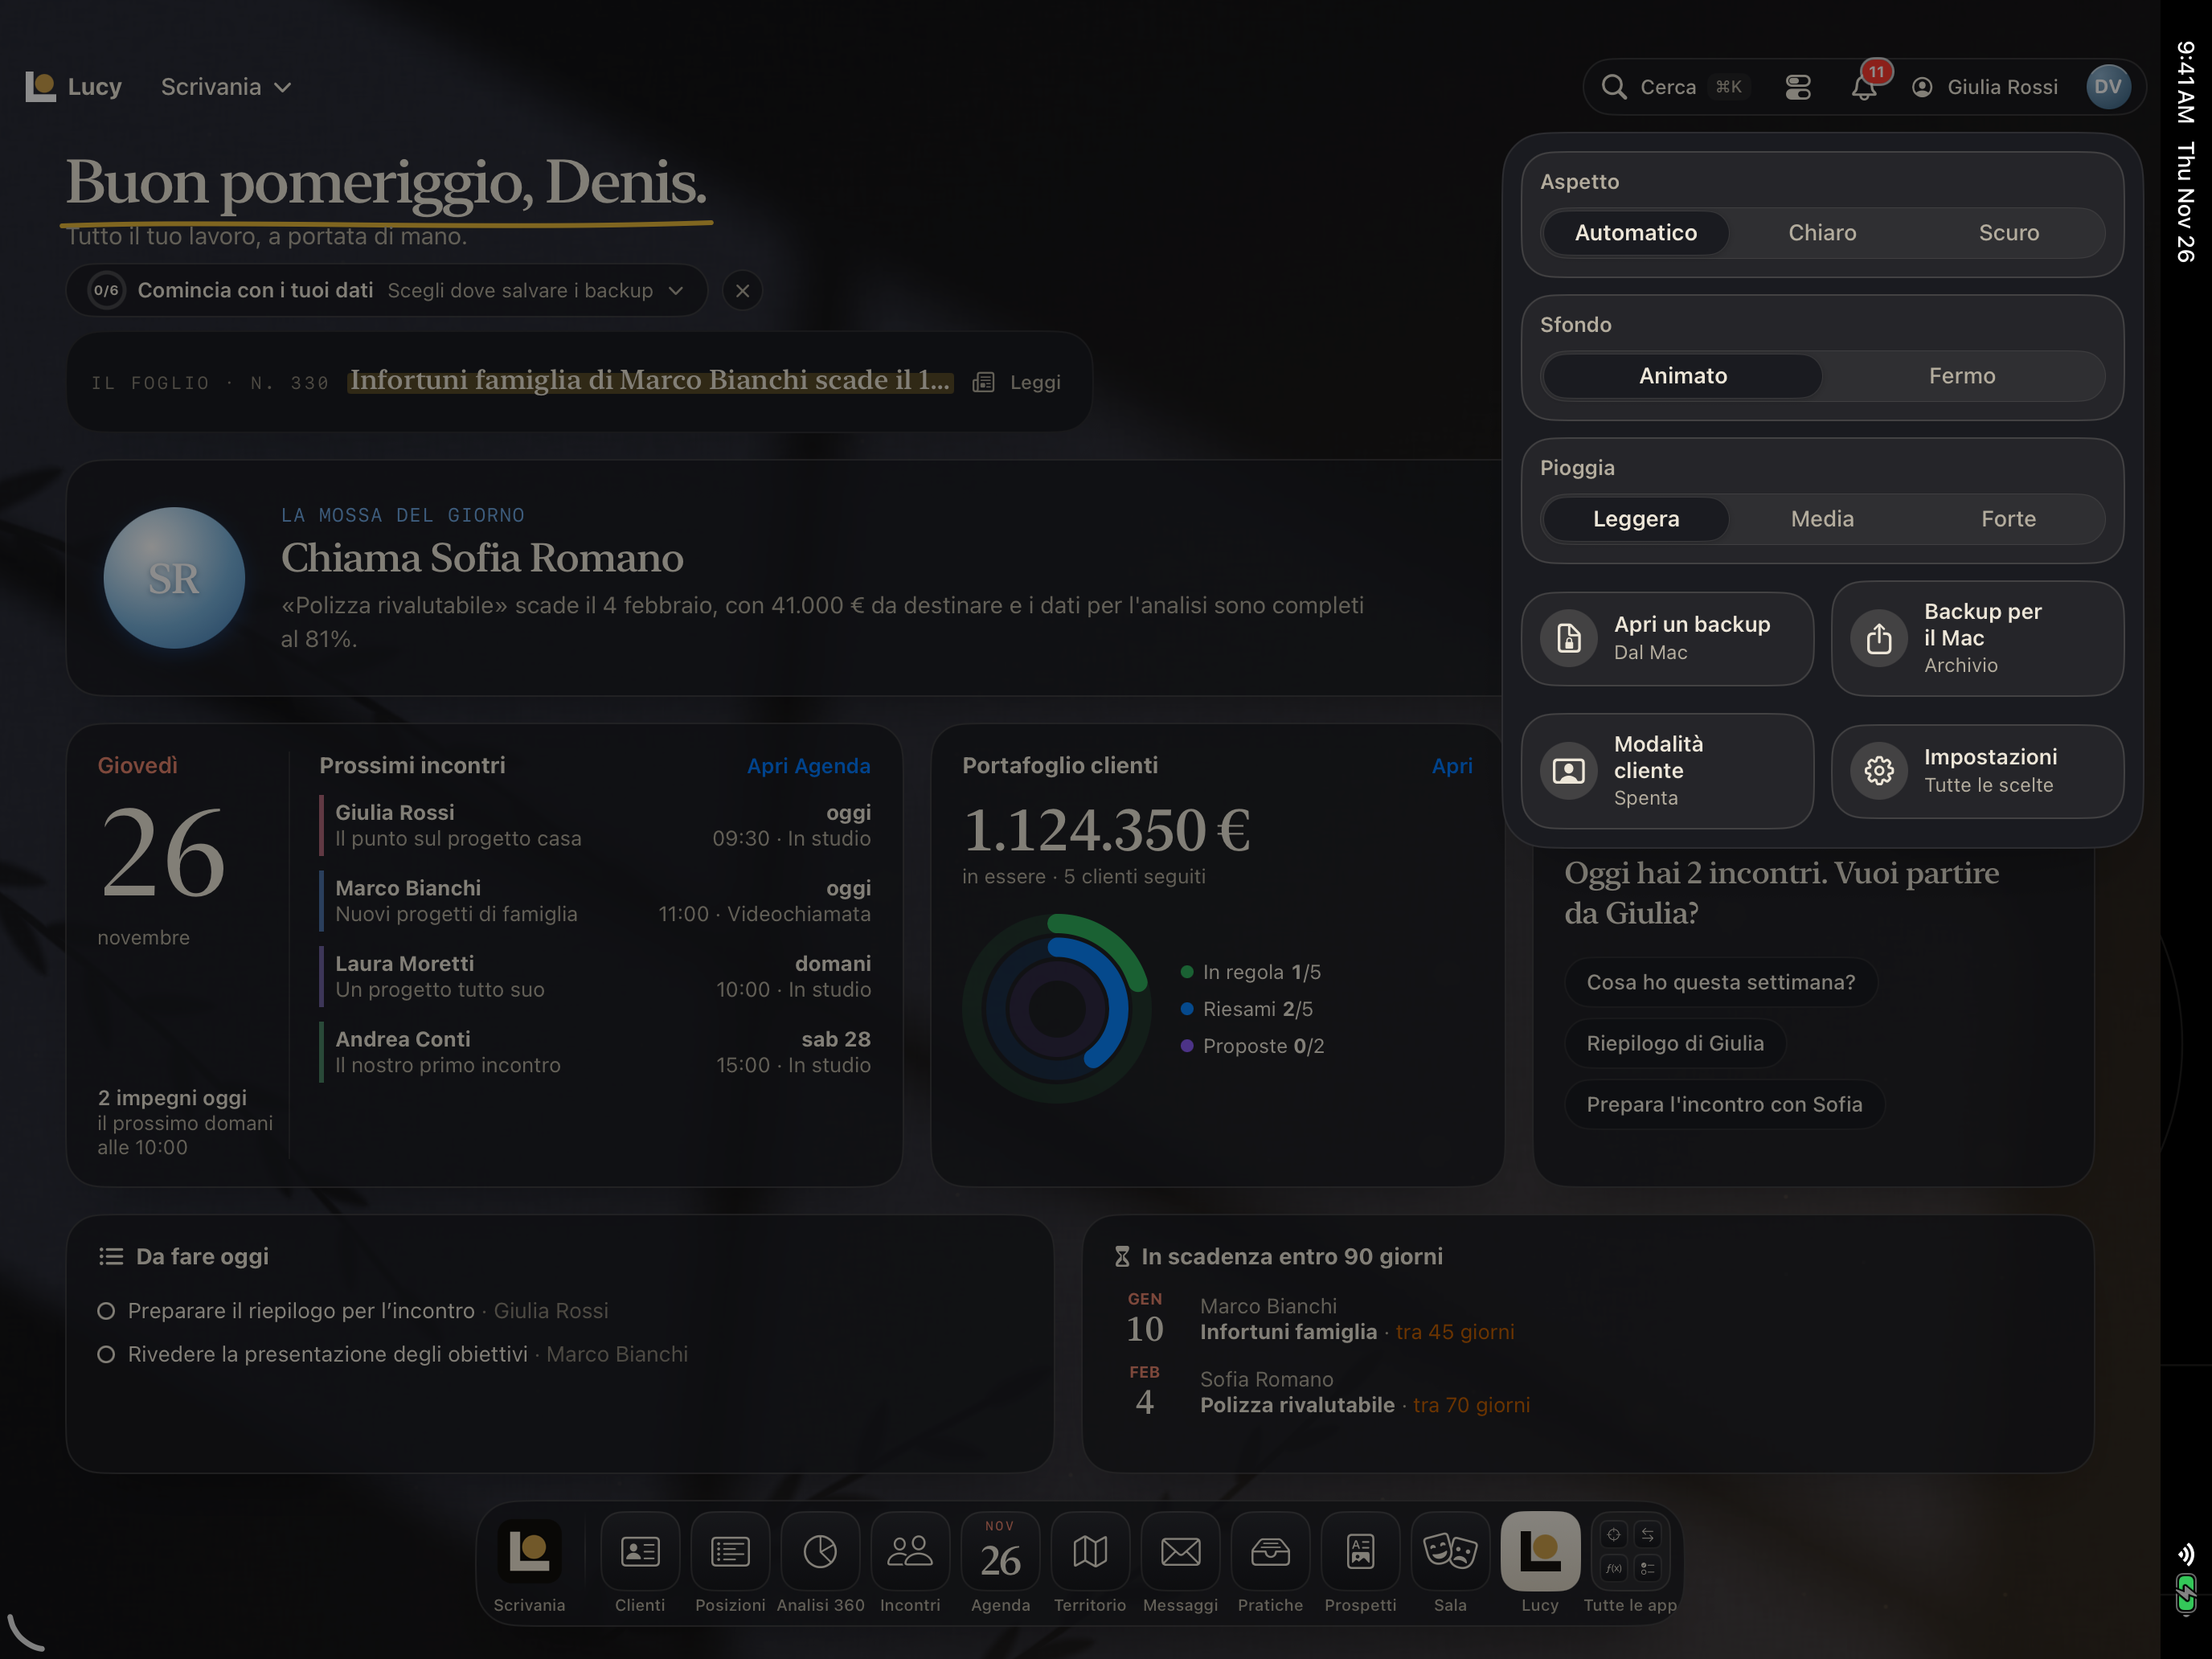 Lucy
Scrivania
Cerca ⌘K
11
Giulia Rossi
DV
9:41 AM Thu Nov 26
Buon pomeriggio, Denis.
Tutto il tuo lavoro, a portata di mano.
0/6 Comincia con i tuoi dati Scegli dove salvare i backup
IL FOGLIO · N. 330 Infortuni famiglia di Marco Bianchi scade il 1... Leggi
LA MOSSA DEL GIORNO
SR
Chiama Sofia Romano
«Polizza rivalutabile» scade il 4 febbraio, con 41.000 € da destinare e i dati per l'analisi sono completi
al 81%.
Aspetto
Automatico Chiaro Scuro
Sfondo
Animato Fermo
Pioggia
Leggera Media Forte
Apri un backup
Dal Mac
Backup per
il Mac
Archivio
Modalità
cliente
Spenta
Impostazioni
Tutte le scelte
Giovedì
26
novembre
2 impegni oggi
il prossimo domani
alle 10:00
Prossimi incontri Apri Agenda
Giulia Rossi oggi
Il punto sul progetto casa 09:30 · In studio
Marco Bianchi oggi
Nuovi progetti di famiglia 11:00 · Videochiamata
Laura Moretti domani
Un progetto tutto suo 10:00 · In studio
Andrea Conti sab 28
Il nostro primo incontro 15:00 · In studio
Portafoglio clienti Apri
1.124.350 €
in essere · 5 clienti seguiti
In regola 1/5
Riesami 2/5
Proposte 0/2
Oggi hai 2 incontri. Vuoi partire
da Giulia?
Cosa ho questa settimana?
Riepilogo di Giulia
Prepara l'incontro con Sofia
Da fare oggi
Preparare il riepilogo per l’incontro · Giulia Rossi
Rivedere la presentazione degli obiettivi · Marco Bianchi
In scadenza entro 90 giorni
GEN
10
Marco Bianchi
Infortuni famiglia · tra 45 giorni
FEB
4
Sofia Romano
Polizza rivalutabile · tra 70 giorni
NOV
26
f(x)
Scrivania Clienti Posizioni Analisi 360 Incontri Agenda Territorio Messaggi Pratiche Prospetti Sala Lucy Tutte le app